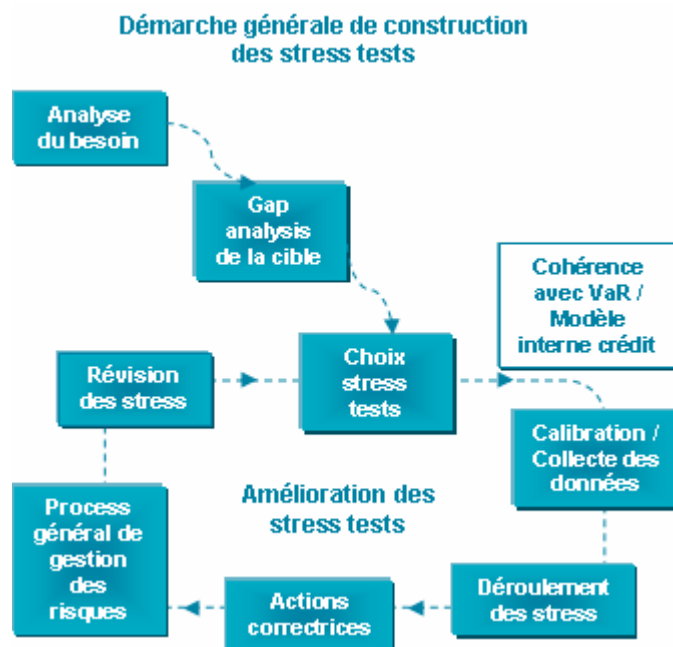 Démarche générale de construction
des stress tests
Analyse
du besoin
Gap
analysis
de la cible
Cohérence
avec VaR /
Modèle
interne crédit
Choix
stress
tests
Révision
des stress
Calibration /
Collecte des
données
Amélioration des
stress tests
Process
général de
gestion
des
risques
Déroulement
des stress
Actions
correctrices